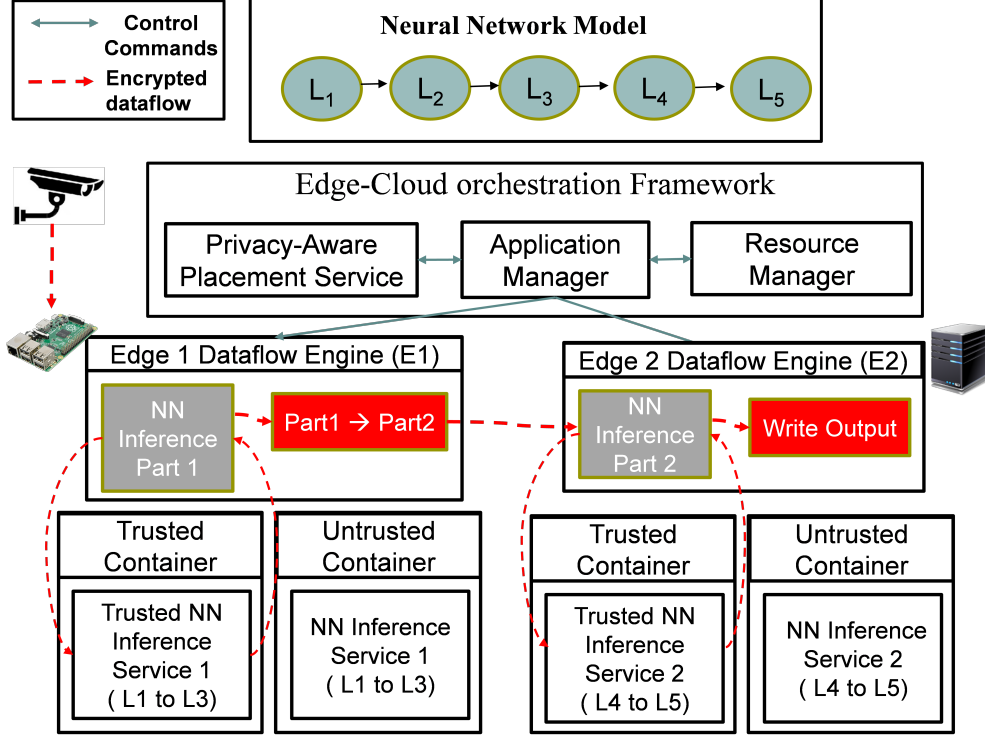 Control
Commands
Encrypted
dataflow
Neural Network Model
L1
L2
L3
L4
L5
Edge-Cloud orchestration Framework
Privacy-Aware
Placement Service
Application
Manager
Resource
Manager
Edge 1 Dataflow Engine (E1)
NN
Inference
Part 1
Part1 → Part2
Edge 2 Dataflow Engine (E2)
NN
Inference
Part 2
Write Output
Trusted
Container
Trusted NN
Inference
Service 1
( L1 to L3)
Untrusted
Container
NN Inference
Service 1
( L1 to L3)
Trusted
Container
Trusted NN
Inference
Service 2
( L4 to L5)
Untrusted
Container
NN Inference
Service 2
( L4 to L5)